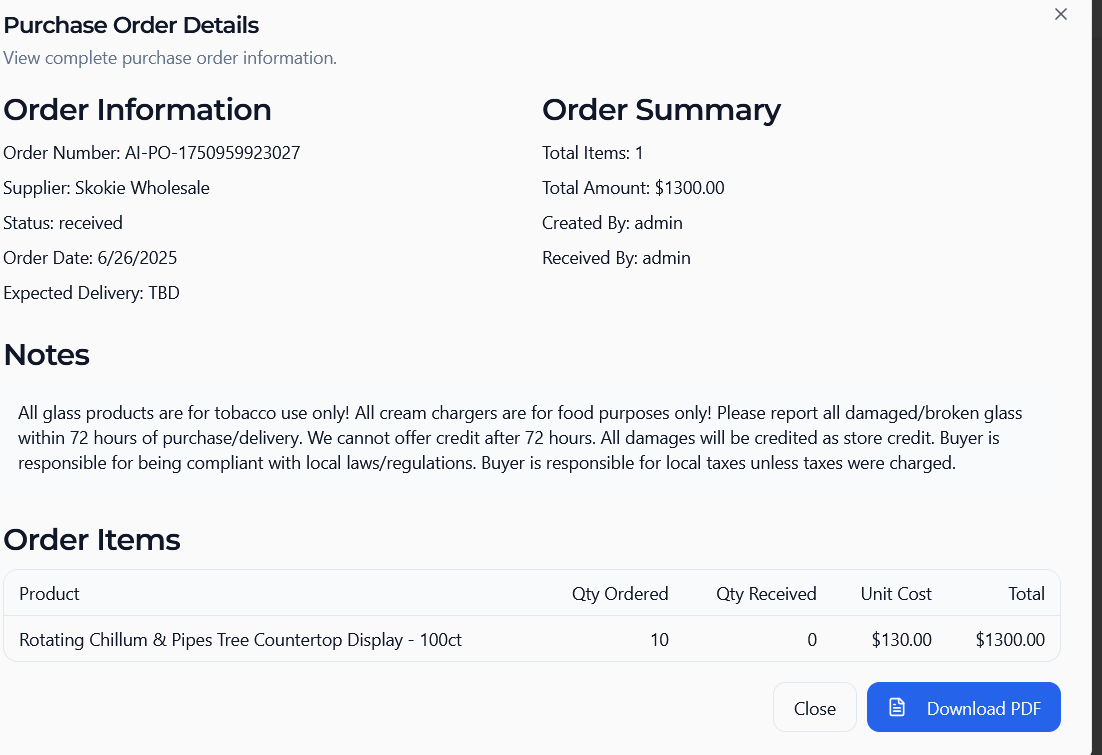 Purchase Order Details
View complete purchase order information.
Order Information
Order Number: AI-PO-1750959923027
Supplier: Skokie Wholesale
Status: received
Order Date: 6/26/2025
Expected Delivery: TBD
Order Summary
Total Items: 1
Total Amount: $1300.00
Created By: admin
Received By: admin
Notes
All glass products are for tobacco use only! All cream chargers are for food purposes only! Please report all damaged/broken glass
within 72 hours of purchase/delivery. We cannot offer credit after 72 hours. All damages will be credited as store credit. Buyer is
responsible for being compliant with local laws/regulations. Buyer is responsible for local taxes unless taxes were charged.
Order Items
Product Qty Ordered Qty Received Unit Cost Total
Rotating Chillum & Pipes Tree Countertop Display - 100ct 10 0 $130.00 $1300.00
Close Download PDF